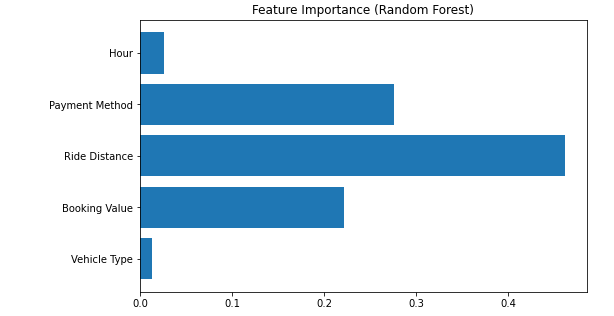 Feature Importance (Random Forest)
Hour
Payment Method
Ride Distance
Booking Value
Vehicle Type
0.0 0.1 0.2 0.3 0.4